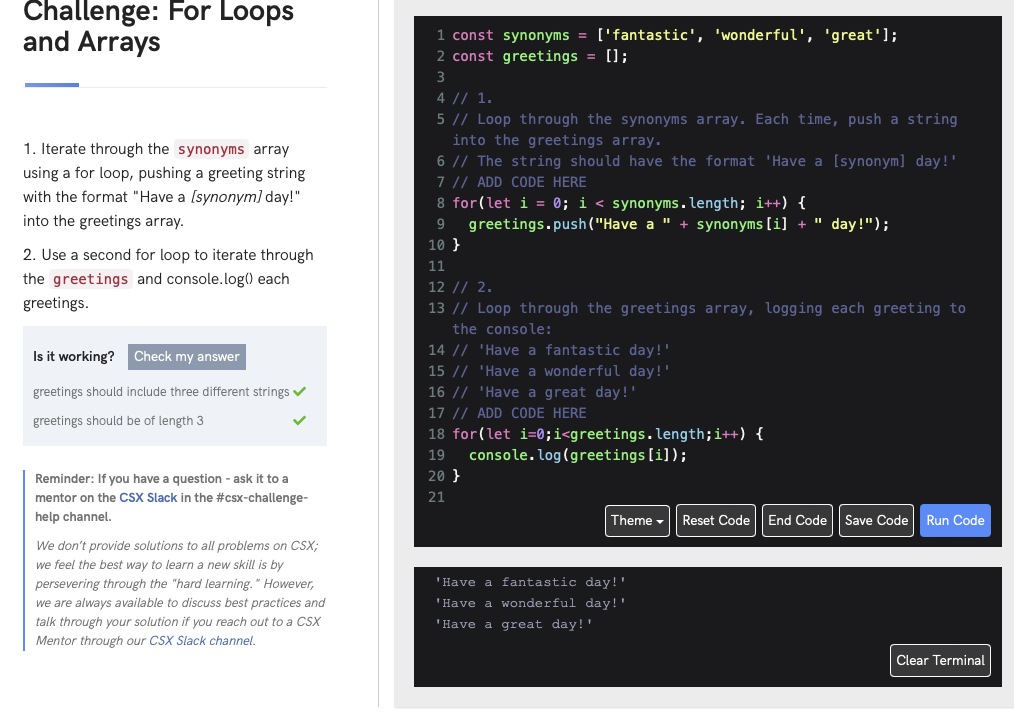 Challenge: For Loops
and Arrays
1. Iterate through the synonyms array
using a for loop, pushing a greeting string
with the format "Have a [synonym] day!"
into the greetings array.
2. Use a second for loop to iterate through
the greetings and console.log() each
greetings.
Is it working? Check my answer
greetings should include three different strings
greetings should be of length 3
Reminder: If you have a question - ask it to a
mentor on the CSX Slack in the #csx-challenge-
help channel.
We don't provide solutions to all problems on CSX;
we feel the best way to learn a new skill is by
persevering through the "hard learning." However,
we are always available to discuss best practices and
talk through your solution if you reach out to a CSX
Mentor through our CSX Slack channel.
1 const synonyms = ['fantastic', 'wonderful', 'great'];
2 const greetings = [];
3
4 // 1.
5 // Loop through the synonyms array. Each time, push a string
into the greetings array.
6 // The string should have the format 'Have a [synonym] day!'
7 // ADD CODE HERE
8 for(let i = 0; i < synonyms.length; i++) {
9   greetings.push("Have a " + synonyms[i] + " day!");
10 }
11
12 // 2.
13 // Loop through the greetings array, logging each greeting to
the console:
14 // 'Have a fantastic day!'
15 // 'Have a wonderful day!'
16 // 'Have a great day!'
17 // ADD CODE HERE
18 for(let i=0;i<greetings.length;i++) {
19   console.log(greetings[i]);
20 }
21
Theme Reset Code End Code Save Code Run Code
'Have a fantastic day!'
'Have a wonderful day!'
'Have a great day!'
Clear Terminal